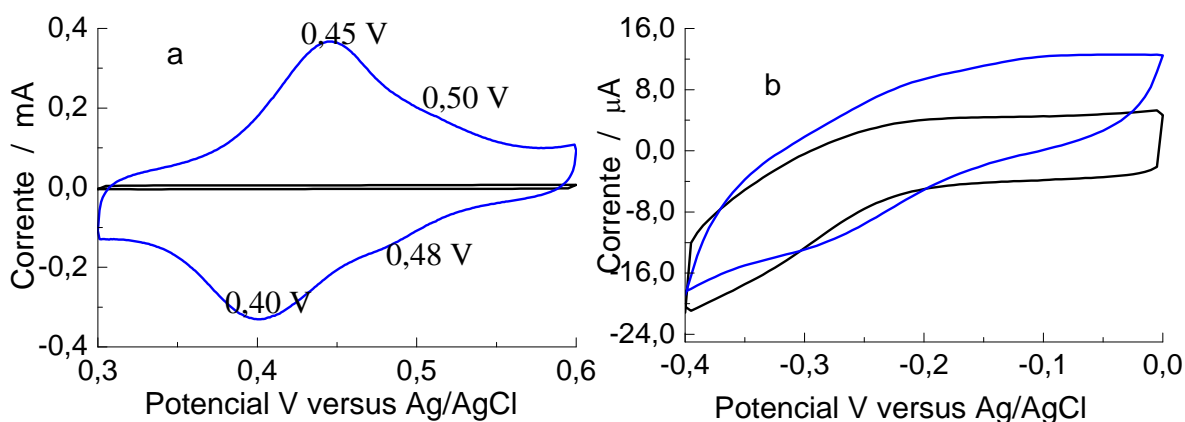 a
0,45 V
0,50 V
0,48 V
0,40 V
0,4
0,2
0,0
-0,2
-0,4
0,3
0,4
0,5
0,6
Corrente / mA
Potencial V versus Ag/AgCl
b
16,0
8,0
0,0
-8,0
-16,0
-24,0
-0,4
-0,3
-0,2
-0,1
0,0
Corrente / µA
Potencial V versus Ag/AgCl